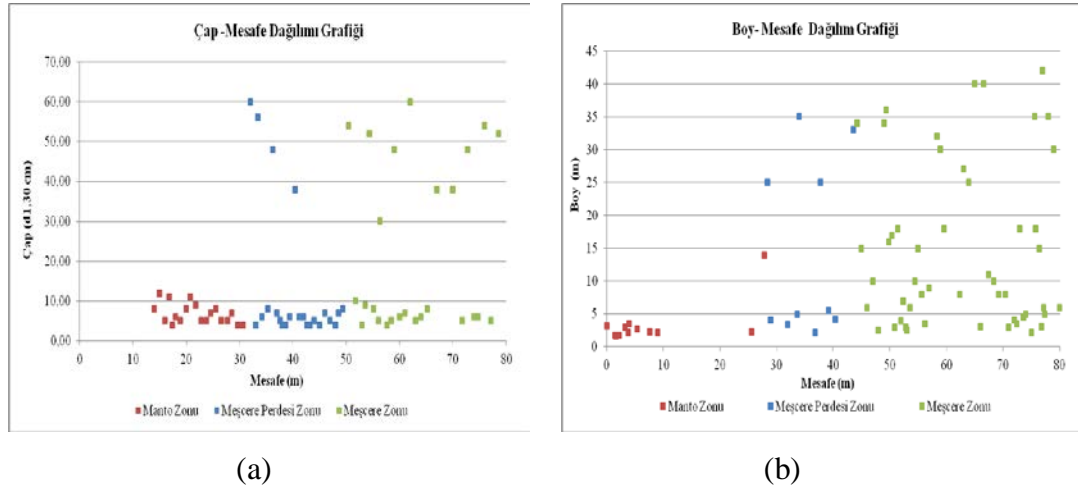 Çap -Mesafe Dağılımı Grafiği
70,00
60,00
50,00
40,00
30,00
20,00
10,00
0,00
Çap (d1,30 cm)
0
10
20
30
40
50
60
70
80
Mesafe (m)
Manto Zonu
Meşcere Perdesi Zonu
Meşcere Zonu
(a)
Boy- Mesafe Dağılım Grafiği
45
40
35
30
25
20
15
10
5
0
Boy (m)
0
10
20
30
40
50
60
70
80
Mesafe (m)
Manto Zonu
Meşcere Perdesi Zonu
Meşcere Zonu
(b)